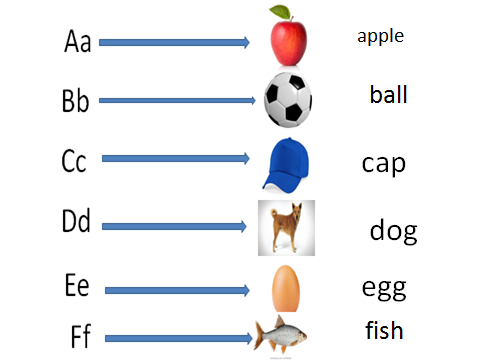 Aa apple
Bb ball
Cc cap
Dd dog
Ee egg
Ff fish